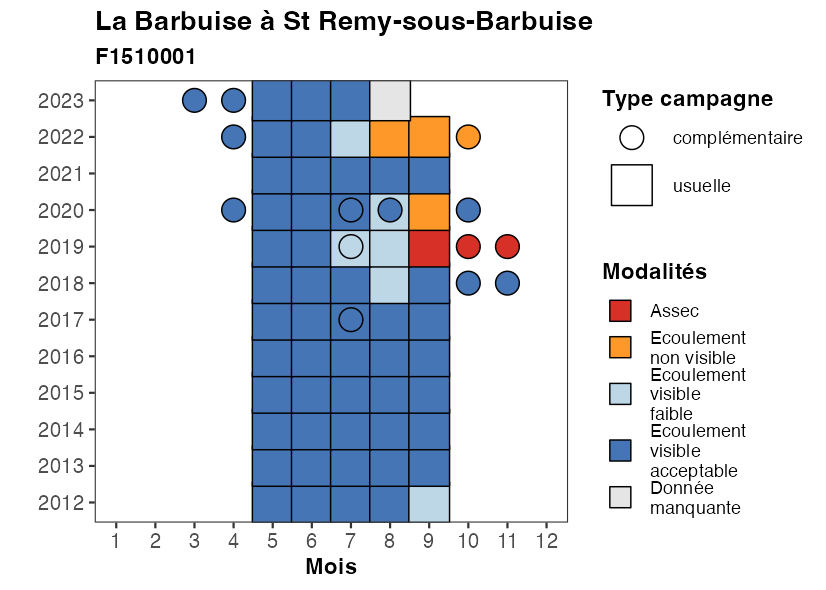 La Barbuise à St Remy-sous-Barbuise
F1510001
2023
2022
2021
2020
2019
2018
2017
2016
2015
2014
2013
2012
1 2 3 4 5 6 7 8 9 10 11 12
Mois
Type campagne
complémentaire
usuelle
Modalités
Assec
Ecoulement
non visible
Ecoulement
visible
faible
Ecoulement
visible
acceptable
Donnée
manquante